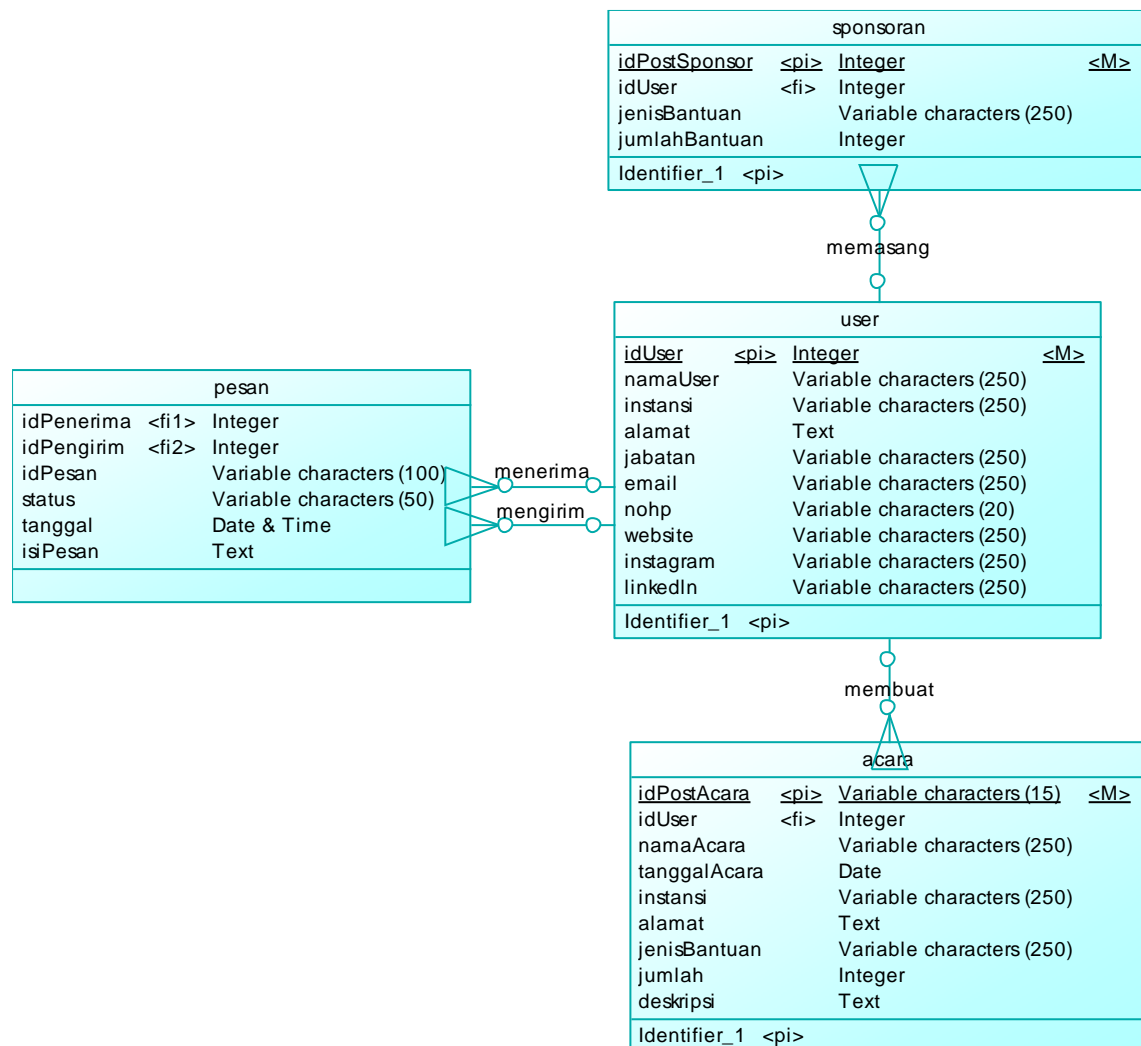 sponsoran
idPostSponsor <pi> Integer <M>
idUser <fi> Integer
jenisBantuan Variable characters (250)
jumlahBantuan Integer
Identifier_1 <pi>
memasang
user
idUser <pi> Integer <M>
namaUser Variable characters (250)
instansi Variable characters (250)
alamat Text
jabatan Variable characters (250)
email Variable characters (250)
nohp Variable characters (20)
website Variable characters (250)
instagram Variable characters (250)
linkedIn Variable characters (250)
Identifier_1 <pi>
pesan
idPenerima <fi1> Integer
idPengirim <fi2> Integer
idPesan Variable characters (100)
status Variable characters (50)
tanggal Date & Time
isiPesan Text
menerima
mengirim
membuat
acara
idPostAcara <pi> Variable characters (15) <M>
idUser <fi> Integer
namaAcara Variable characters (250)
tanggalAcara Date
instansi Variable characters (250)
alamat Text
jenisBantuan Variable characters (250)
jumlah Integer
deskripsi Text
Identifier_1 <pi>